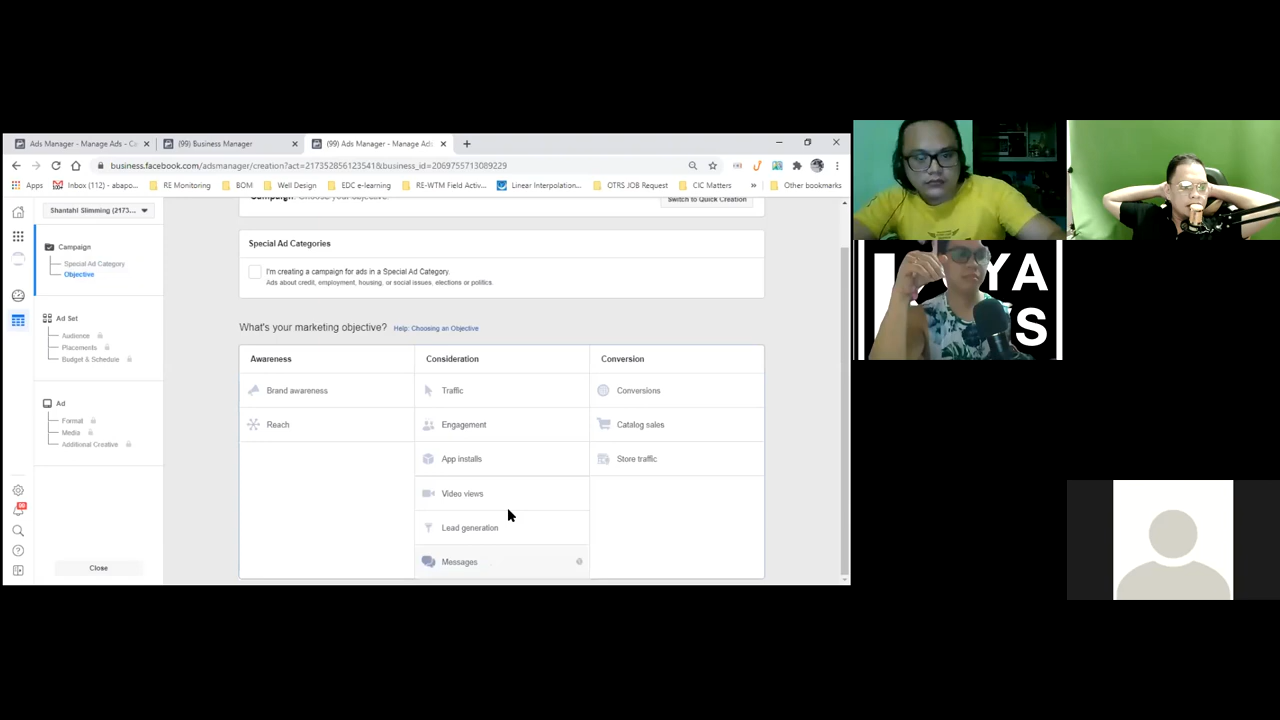 Ads Manager - Manage Ads - Ca
(99) Business Manager
(99) Ads Manager - Manage Ads
business.facebook.com/adsmanager/creation?act=217352856123541&business_id=2069755713089229
Apps
Inbox (112) - abapo...
RE Monitoring
BOM
Well Design
EDC e-learning
RE-WTM Field Activ...
Linear Interpolation...
OTRS JOB Request
CIC Matters
»
Other bookmarks
Shantahl Slimming (2173...
Campaign: Choose your objective.
Switch to Quick Creation
Campaign
Special Ad Category
Objective
Ad Set
Audience
Placements
Budget & Schedule
Ad
Format
Media
Additional Creative
Close
Special Ad Categories
I'm creating a campaign for ads in a Special Ad Category.
Ads about credit, employment, housing, or social issues, elections or politics.
What's your marketing objective?
Help: Choosing an Objective
Awareness
Consideration
Conversion
Brand awareness
Traffic
Conversions
Reach
Engagement
Catalog sales
App installs
Store traffic
Video views
Lead generation
Messages
YA
S